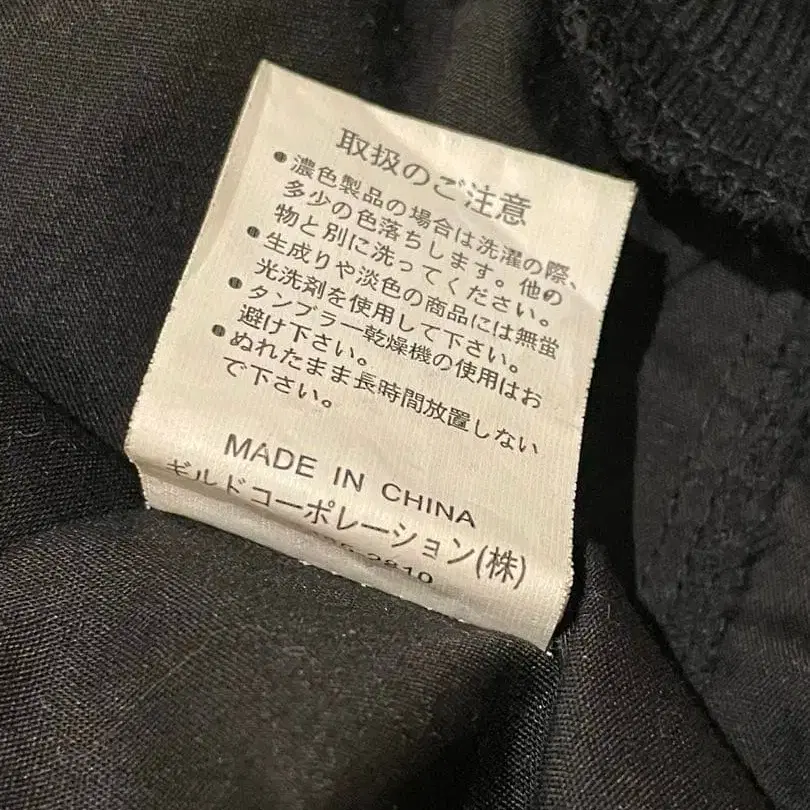 取扱のご注意
●濃色製品の場合は洗濯の際、
多少の色落ちします。他の
物と別に洗ってください。
●生成りや淡色の商品には無蛍
光洗剤を使用して下さい。
●タンブラー乾燥機の使用はお
避け下さい。
●ぬれたまま長時間放置しない
で下さい。
MADE IN CHINA
ギルドコーポレーション(株)